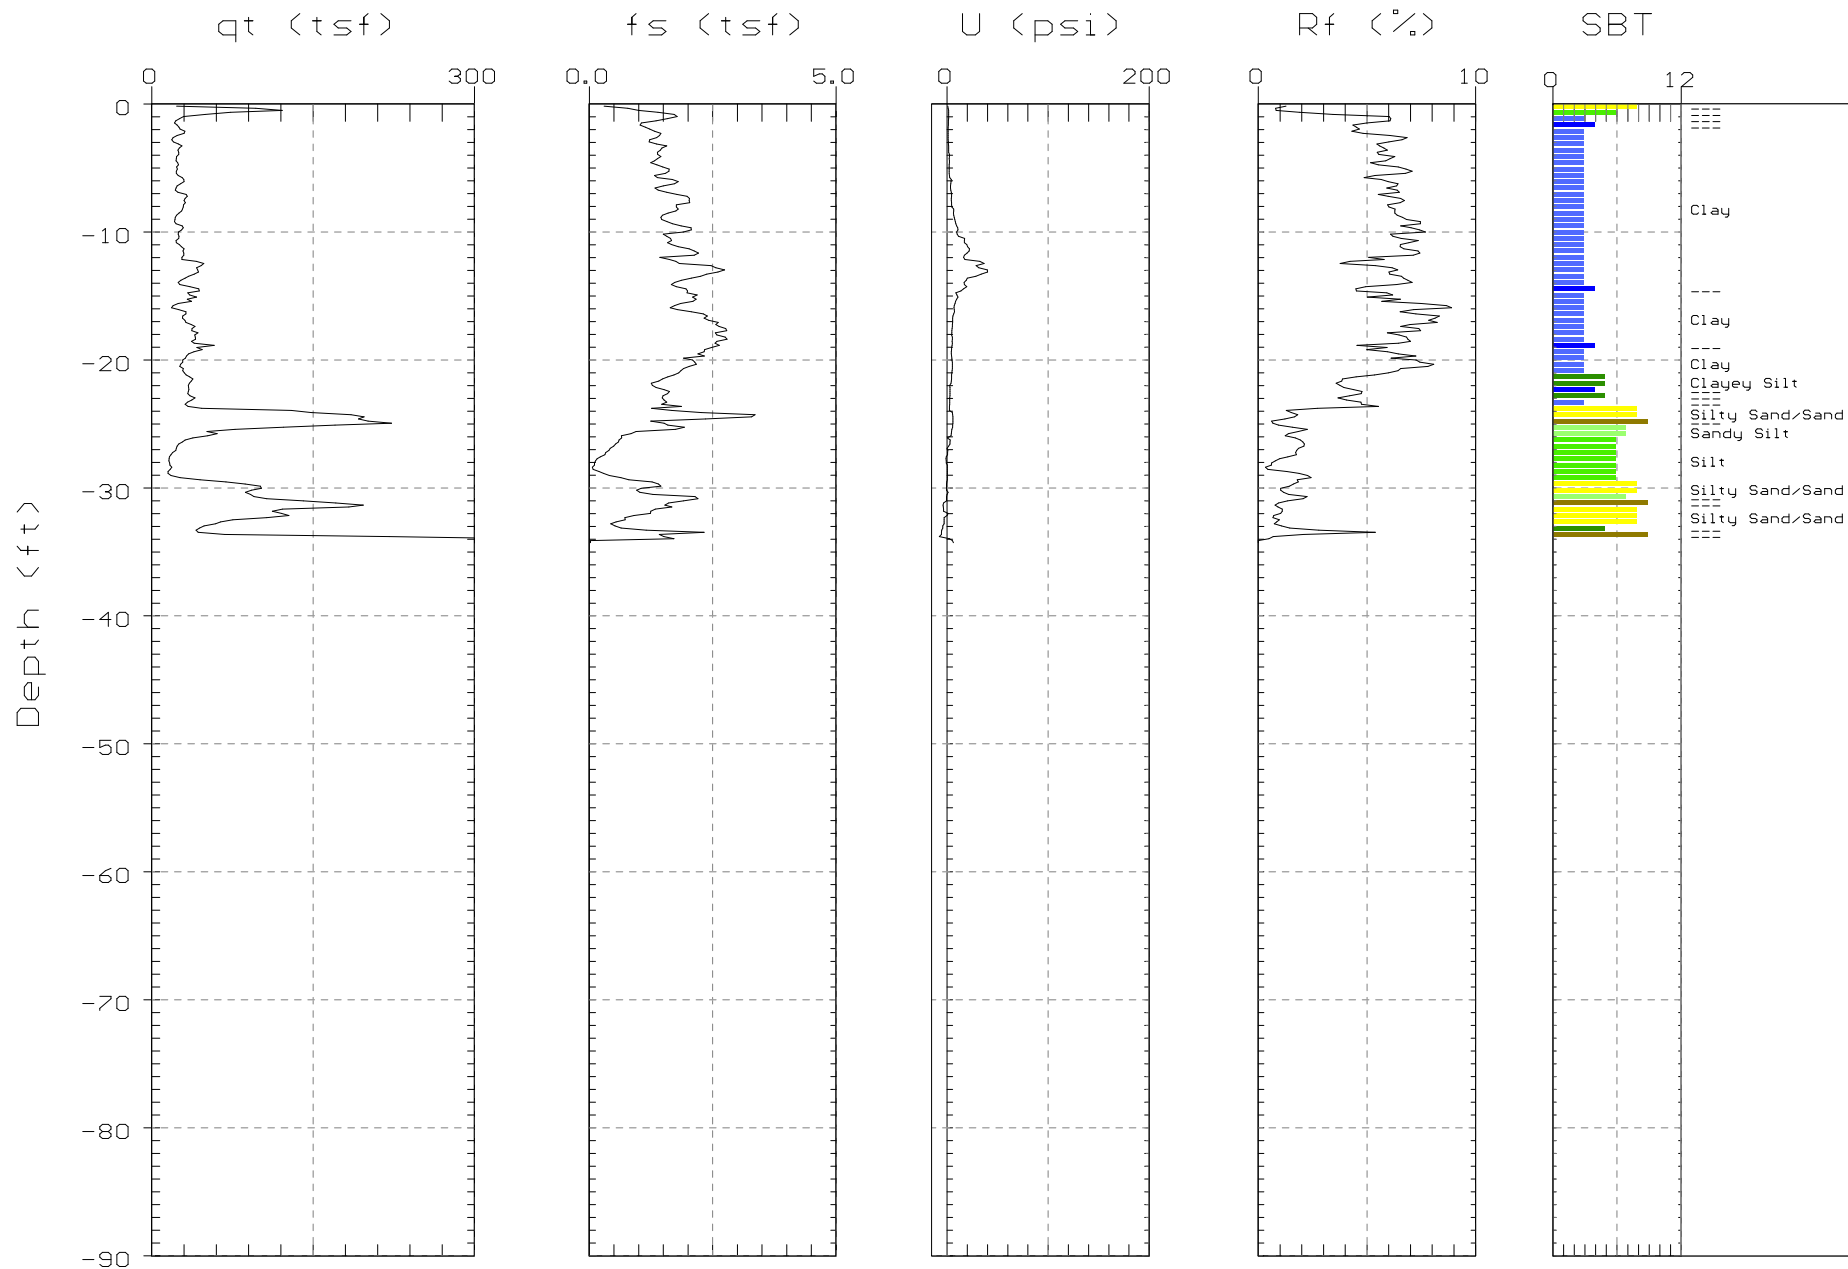 qt (tsf) fs (tsf) U (psi) Rf (%) SBT
0 300 0.0 5.0 0 200 0 10 0 12
0
-10
-20
-30
-40
-50
-60
-70
-80
-90
Depth (ft)
Clay
Clay
Clay
Clayey Silt
Silty Sand/Sand
Sandy Silt
Silt
Silty Sand/Sand
Silty Sand/Sand